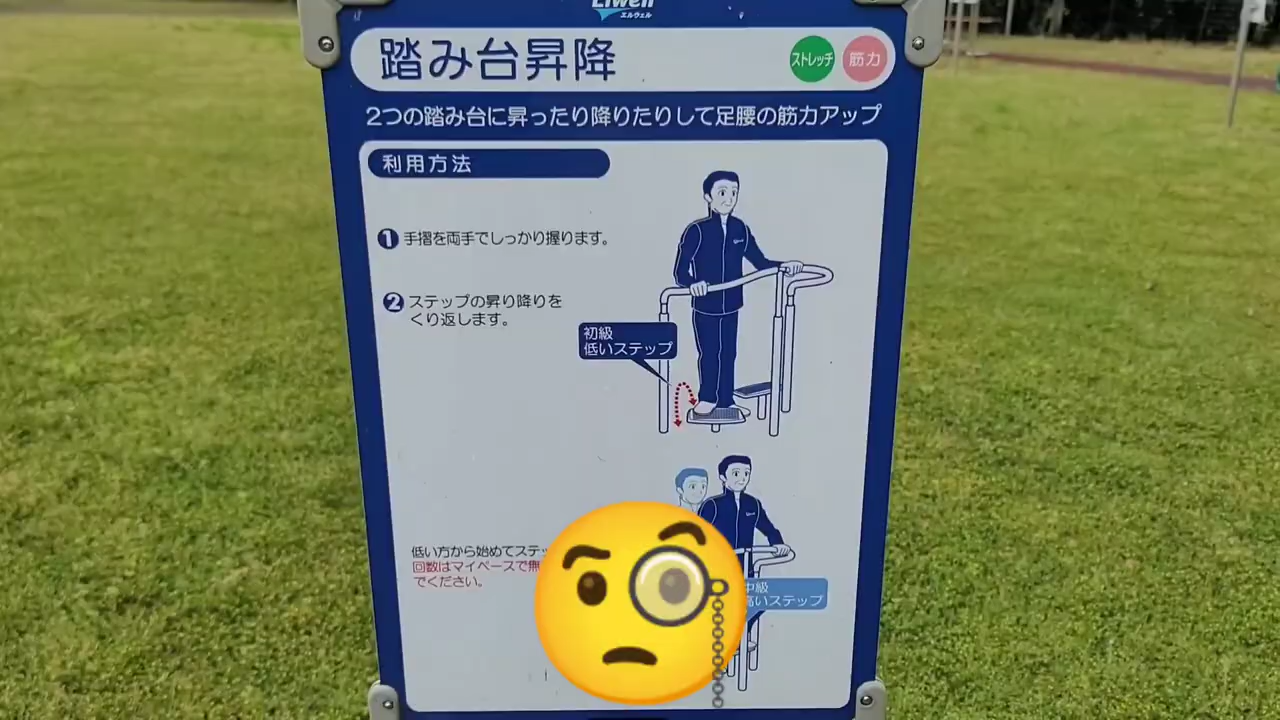 Elwell
エルウェル
踏み台昇降
ストレッチ
筋力
2つの踏み台に昇ったり降りたりして足腰の筋力アップ
利用方法
1 手摺を両手でしっかり握ります。
2 ステップの昇り降りを
くり返します。
初級
低いステップ
低い方から始めてステッ
回数はマイペースで無
でください。
中級
高いステップ